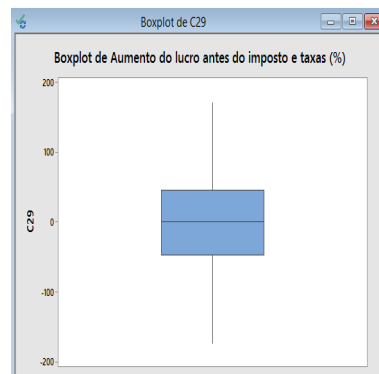 Boxplot de C29
Boxplot de Aumento do lucro antes do imposto e taxas (%)
200
100
0
-100
-200
C29